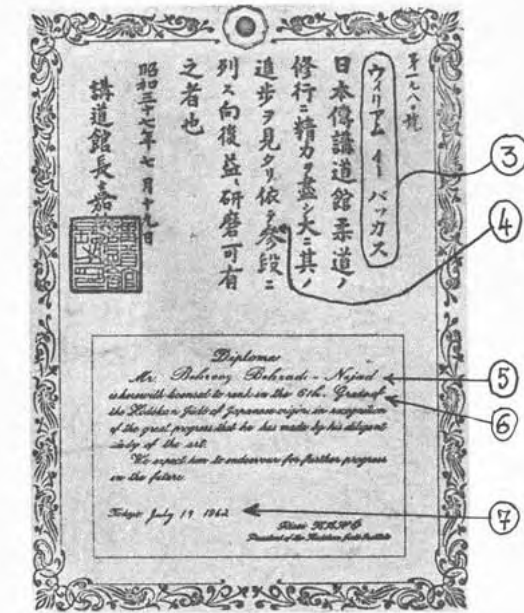 第一九八〇號
ウィリアム イー バッカス
日本傳講道館柔道ノ
修行ニ精力ヲ盡シ大ニ其ノ
進歩ヲ見タリ依テ參段ニ
列ス向後益々研磨可有
之者也
昭和三十七年七月十九日
講道館長嘉
③
④
Diploma
Mr. Behrooz Behradi-Nejad
is herewith licensed to rank in the 6th. Grade of
the Kodokan Judo of Japanese origin in recognition
of the great progress that he has made by his diligent
study of the art.
We expect him to endeavour for further progress
in the future.
Tokyo July 19 1962
Risei KANO
President of the Kodokan Judo Institute
⑤
⑥
⑦